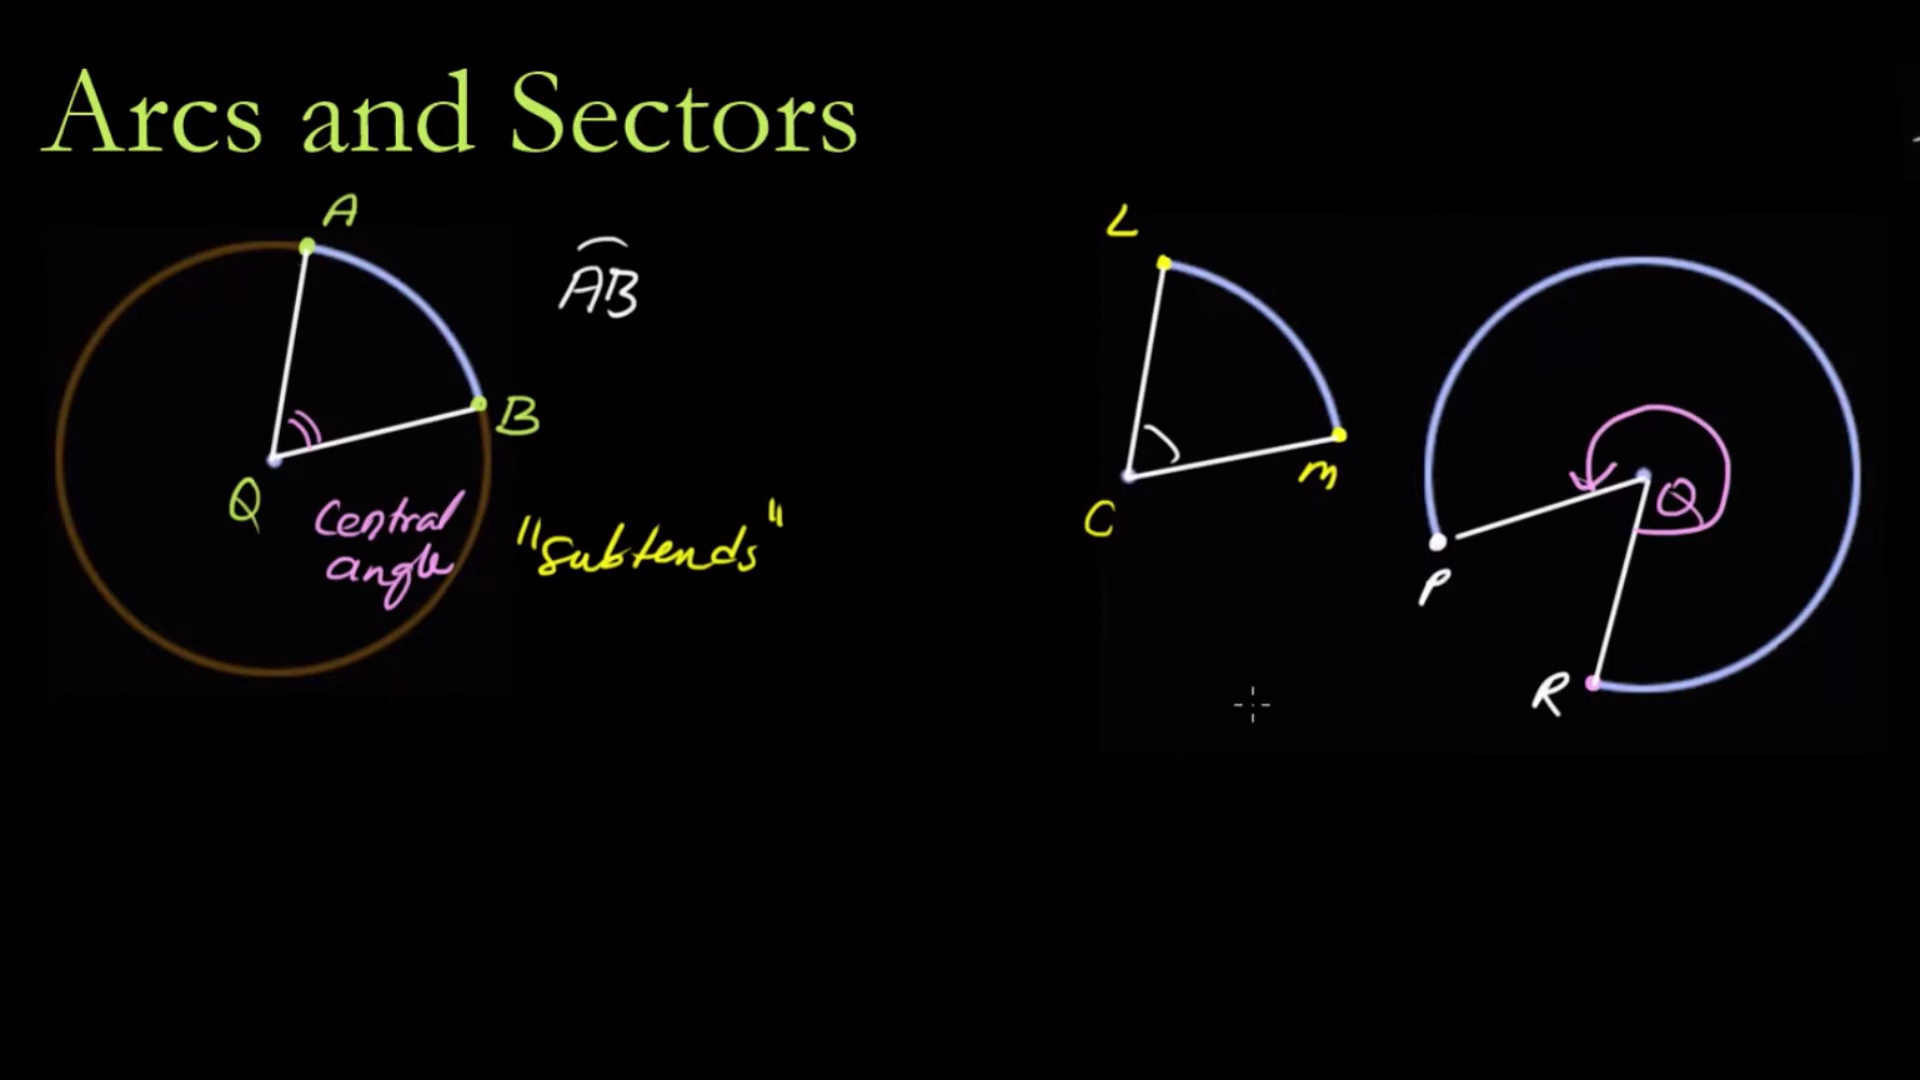 Arcs and Sectors
A
AB
B
Q
Central
angle
"Subtends"
L
M
C
Q
P
R